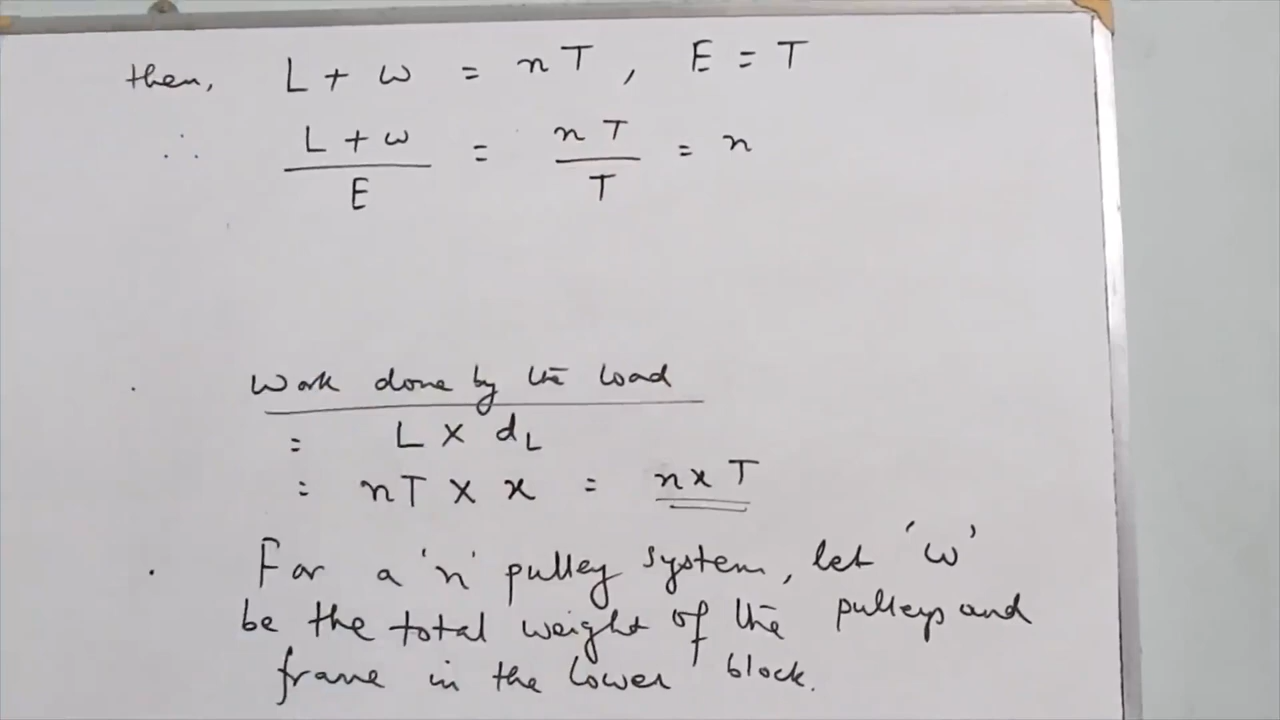 then, L + w = nT, E = T
∴ (L + w)/E = nT/T = n
Work done by the load
= L × dL
= nT × x = nxT
For a 'n' pulley system, let 'w'
be the total weight of the pulleys and
frame in the lower block.